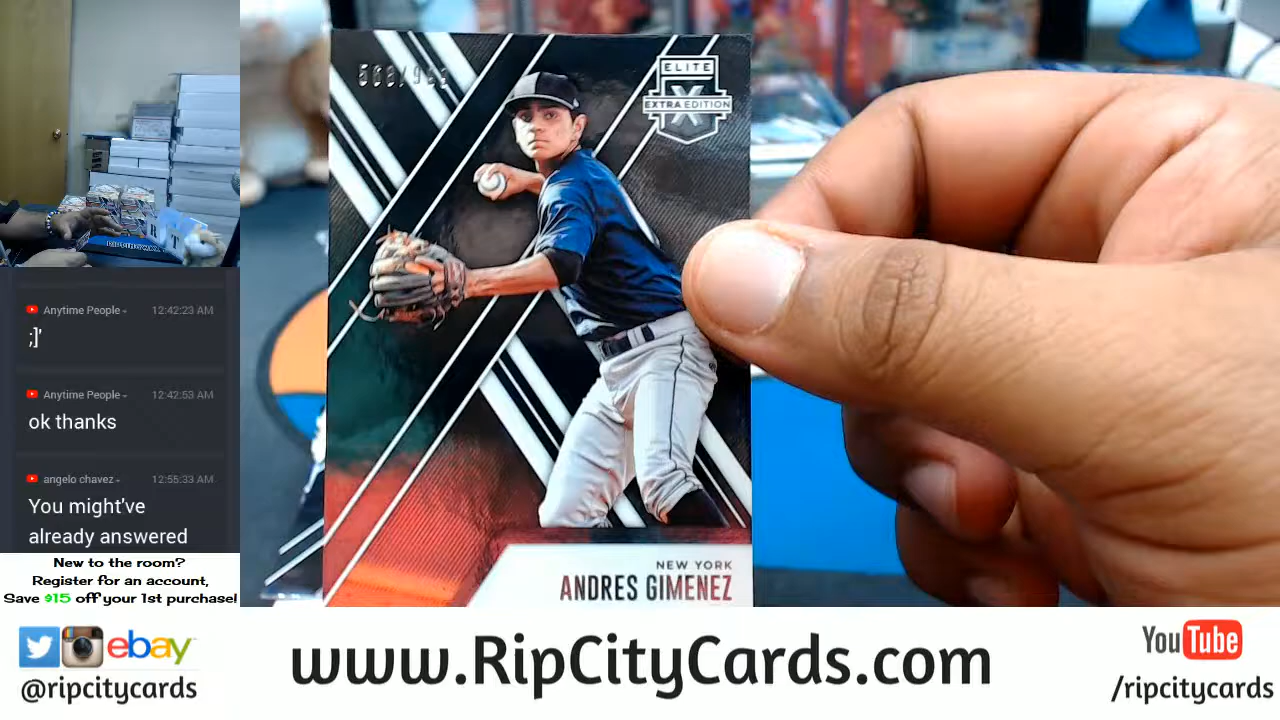 Anytime People
12:42:23 AM
;]'
Anytime People
12:42:53 AM
ok thanks
angelo chavez
12:55:33 AM
You might've
already answered
New to the room?
Register for an account,
Save $15 off your 1st purchase!
ELITE
X
EXTRA EDITION
NEW YORK
ANDRES GIMENEZ
ebay
@ripcitycards
www.RipCityCards.com
YouTube
/ripcitycards